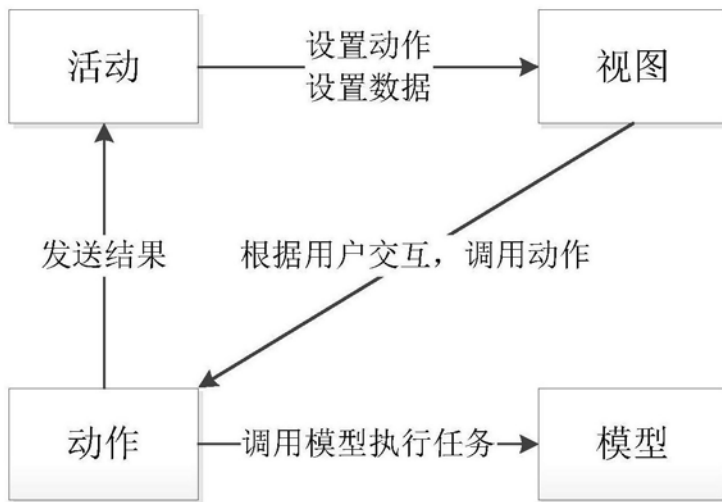 活动
设置动作
设置数据
视图
发送结果
根据用户交互，调用动作
动作
调用模型执行任务
模型